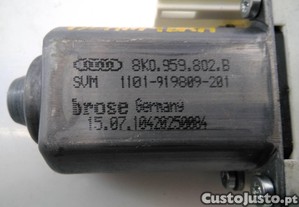 8K0.959.802.B
SVM 1101-919809-201
brose Germany
15.07.10420250084
CustoJusto.pt